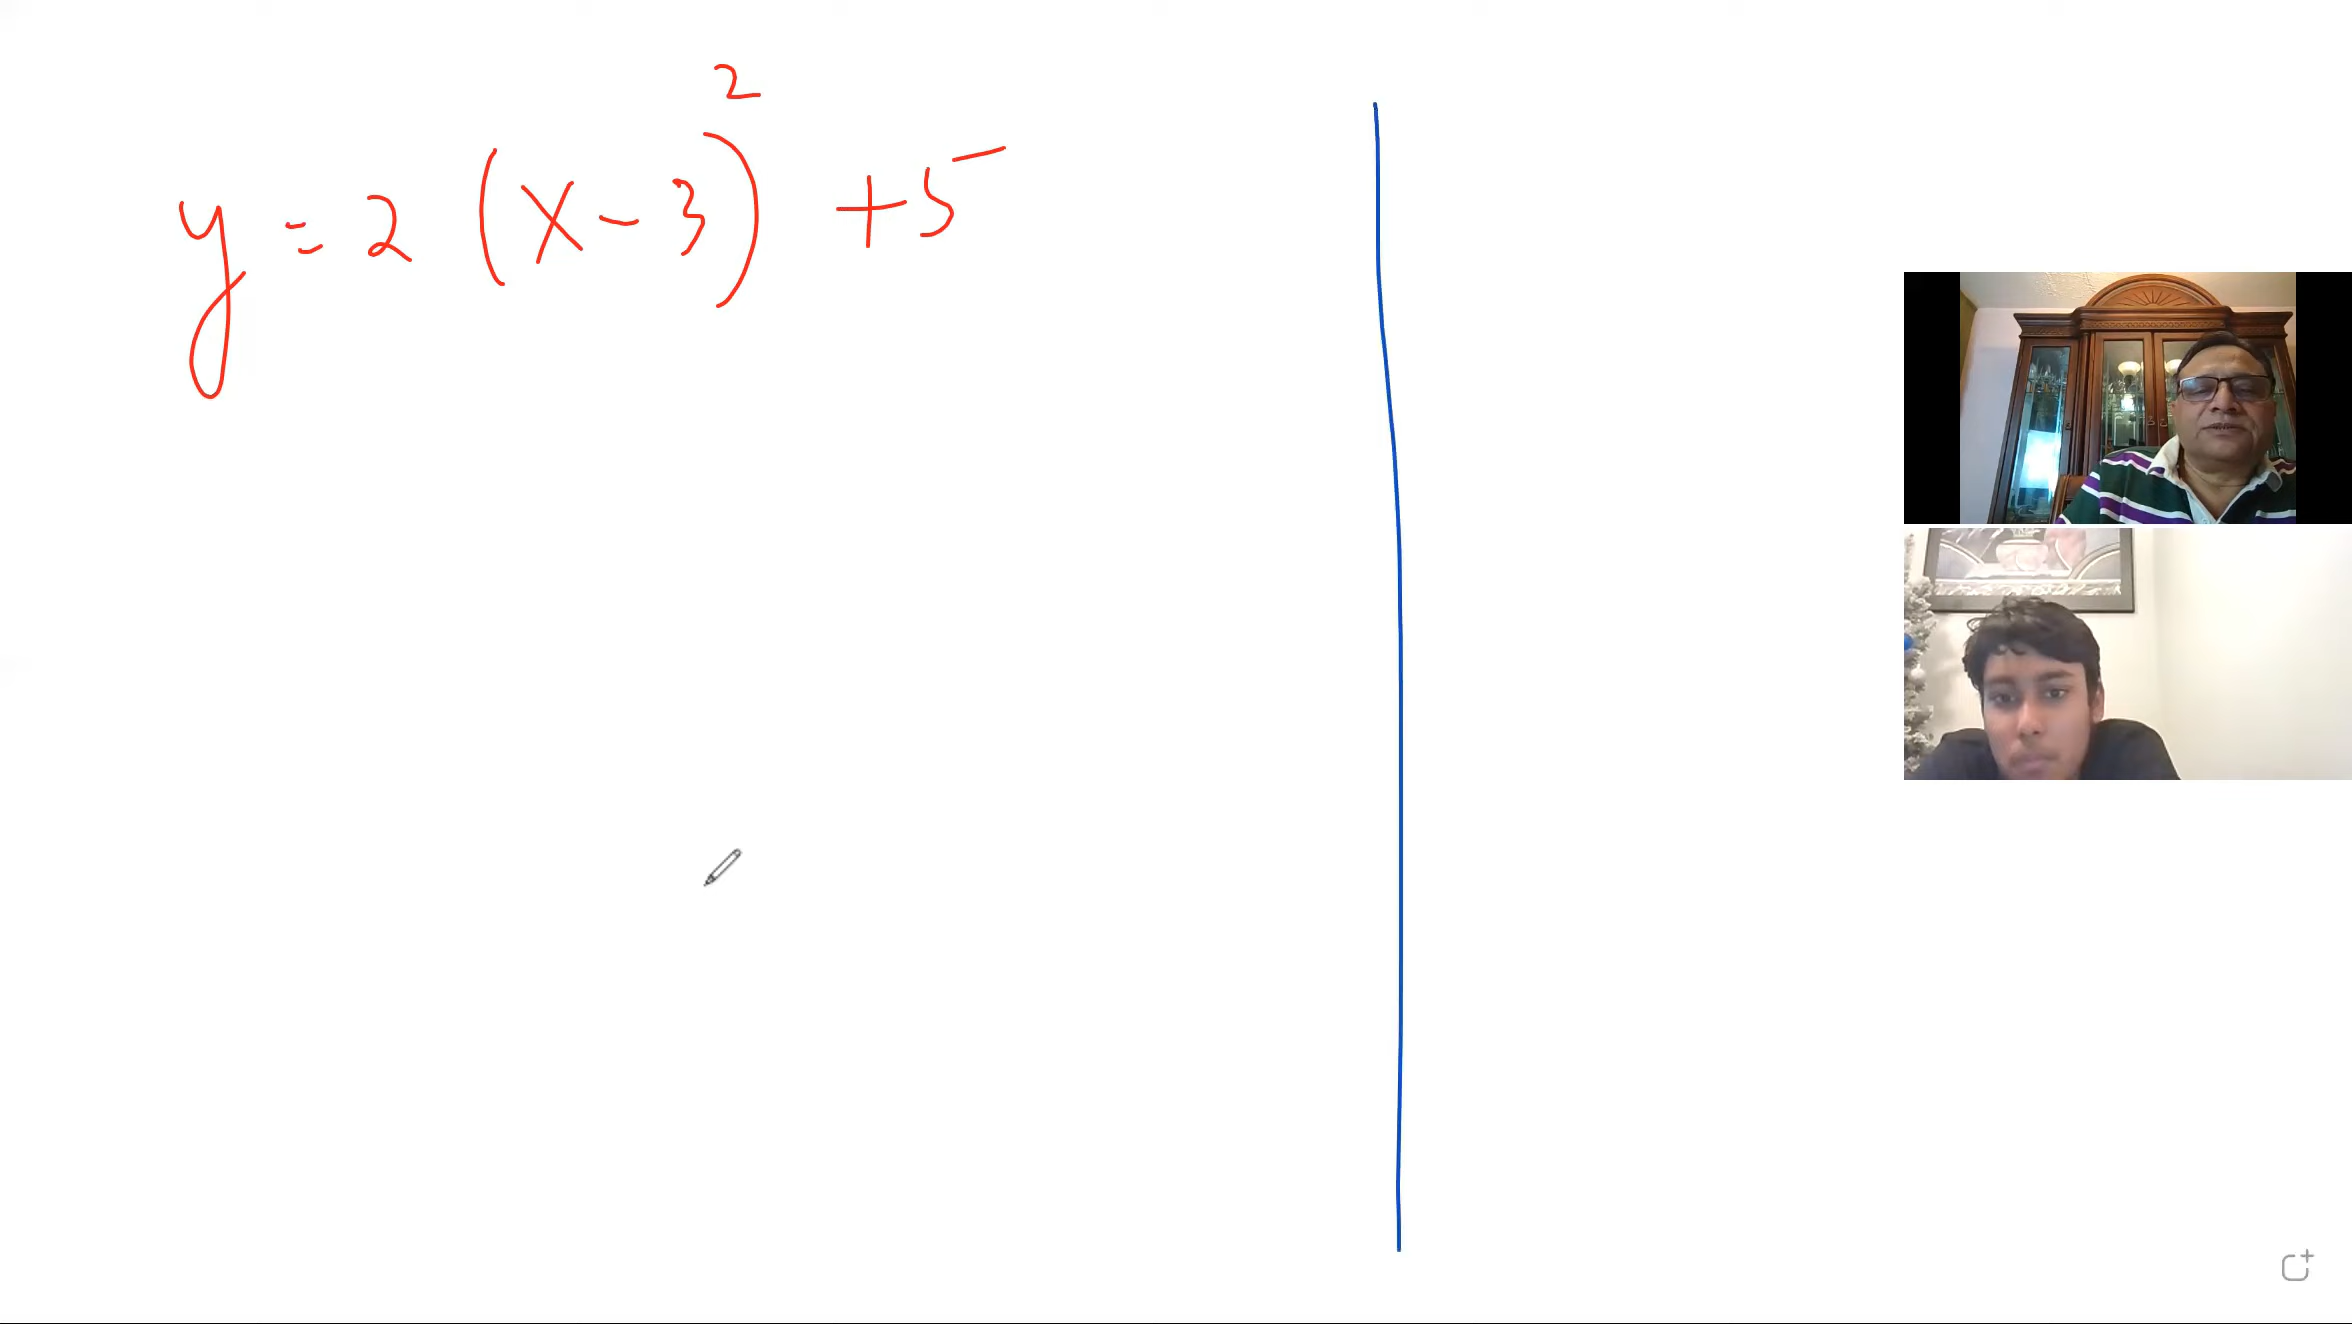 y = 2 (x - 3)² + 5